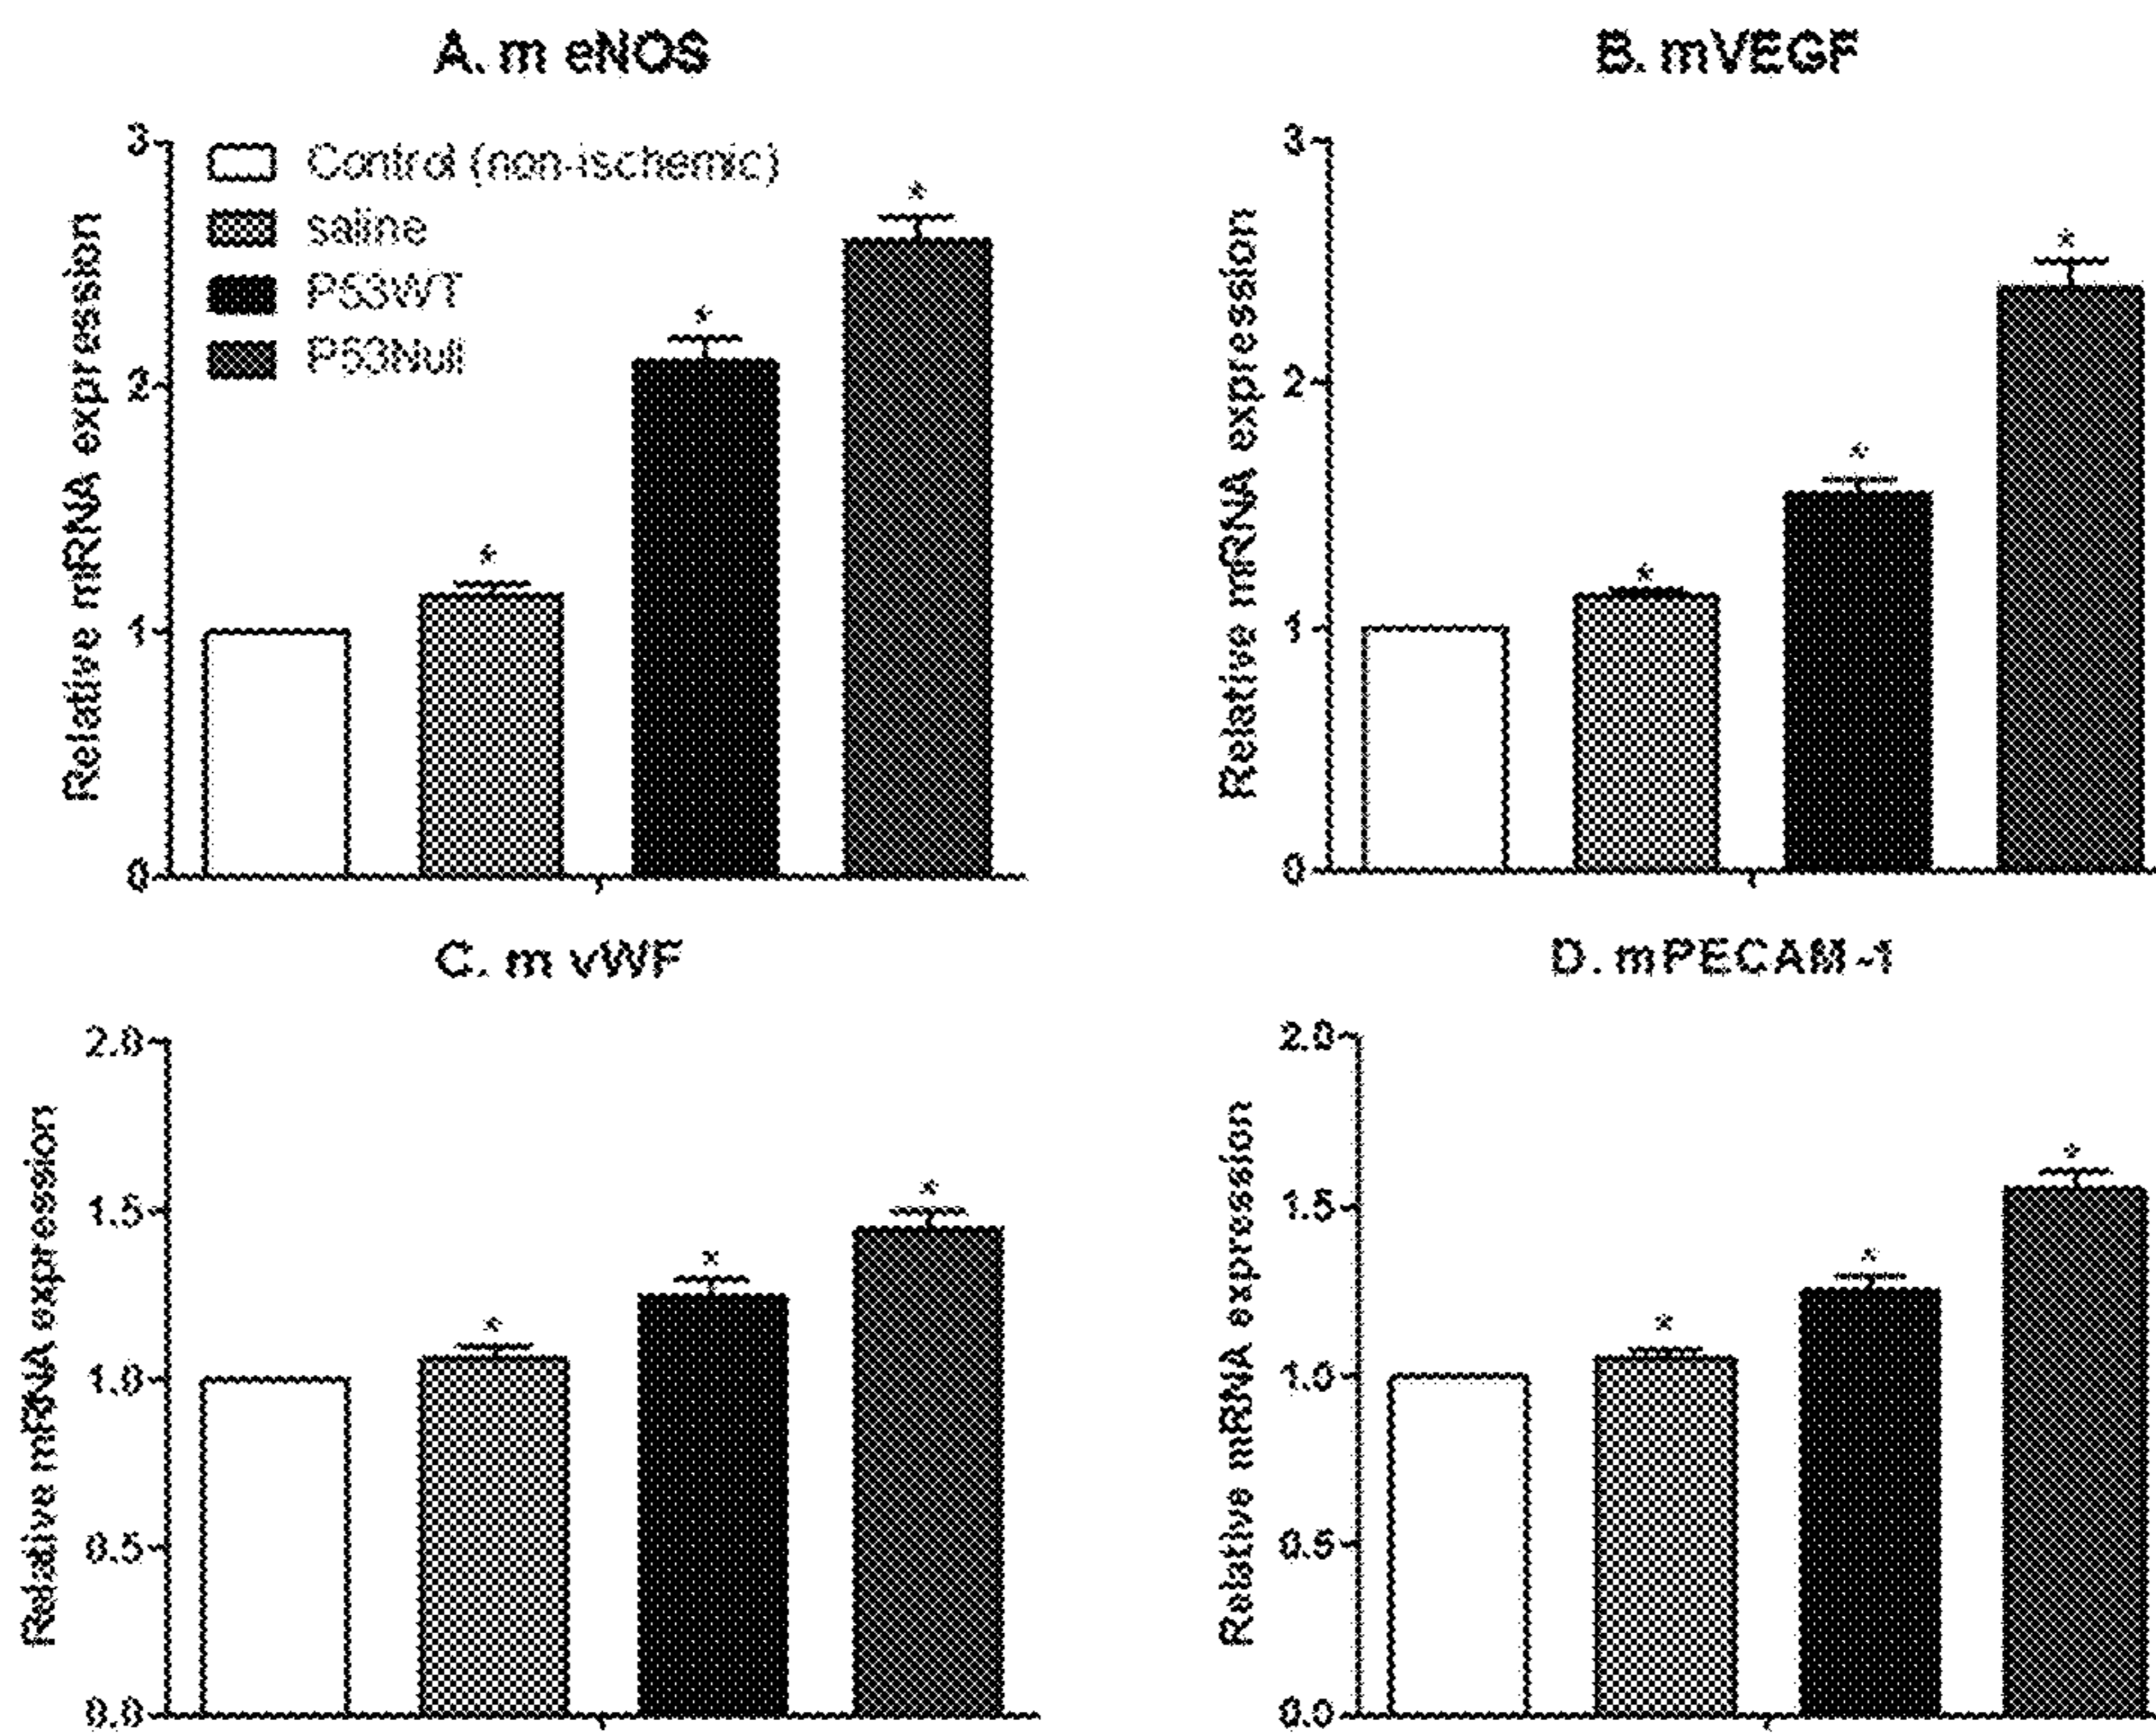 A. m eNOS
Relative mRNA expression
3
2
1
0
Control (non-ischemic)
saline
P53WT
P53Null
*
*
*
B. mVEGF
Relative mRNA expression
3
2
1
0
*
*
*
C. m vWF
Relative mRNA expression
2.0
1.5
1.0
0.5
0.0
*
*
*
D. mPECAM-1
Relative mRNA expression
2.0
1.5
1.0
0.5
0.0
*
*
*